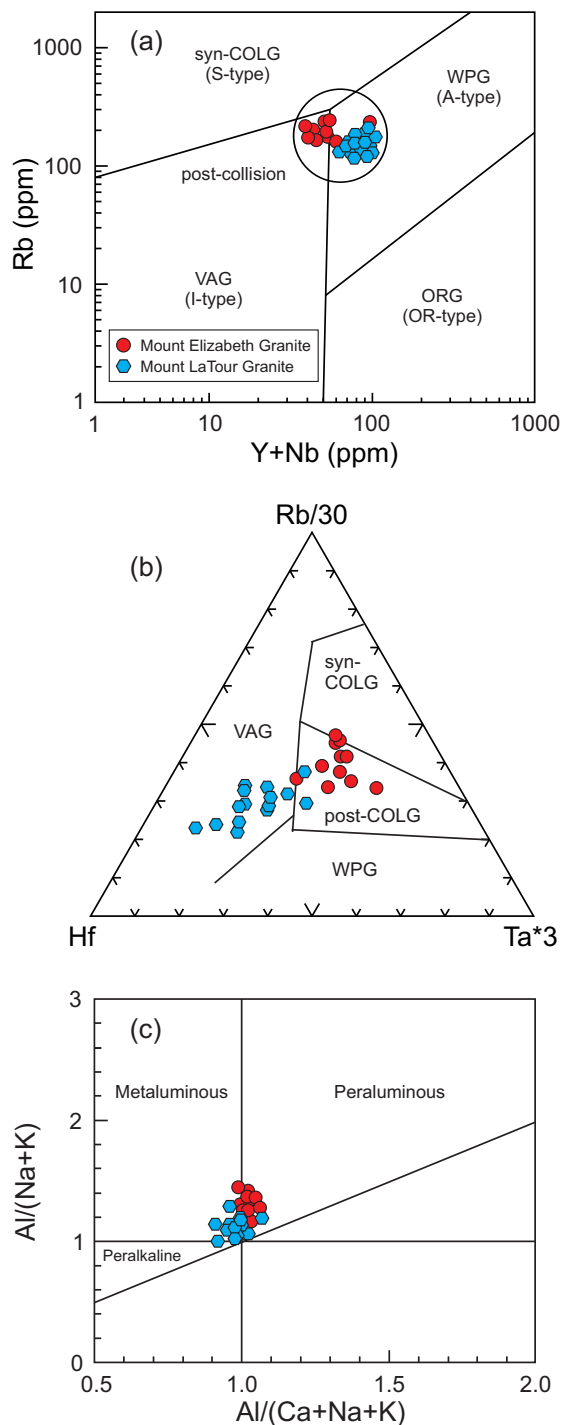 (a)
1000
syn-COLG
(S-type)
WPG
(A-type)
100
post-collision
Rb (ppm)
10
VAG
(I-type)
ORG
(OR-type)
Mount Elizabeth Granite
Mount LaTour Granite
1
1
10
100
1000
Y+Nb (ppm)
Rb/30
(b)
syn-
COLG
VAG
post-COLG
WPG
Hf
Ta*3
3
(c)
Metaluminous
Peraluminous
2
Al/(Na+K)
1
Peralkaline
0
0.5
1.0
1.5
2.0
Al/(Ca+Na+K)